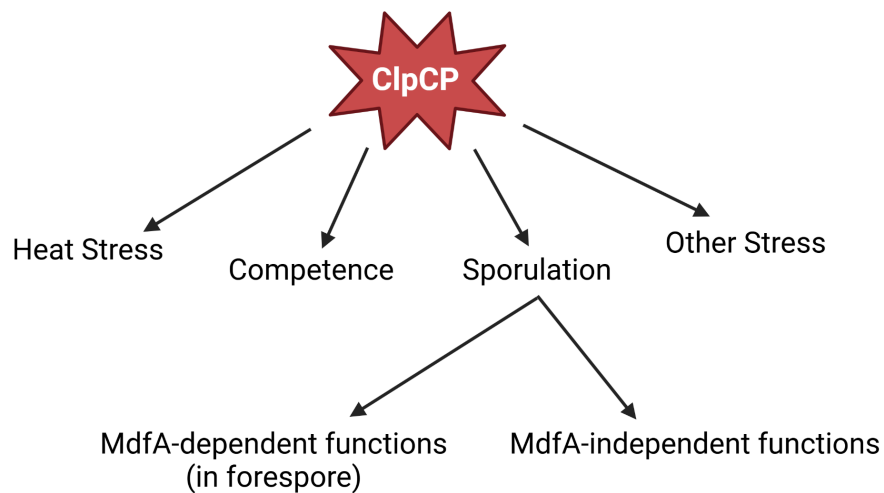 ClpCP
Heat Stress
Competence
Sporulation
Other Stress
MdfA-dependent functions
(in forespore)
MdfA-independent functions